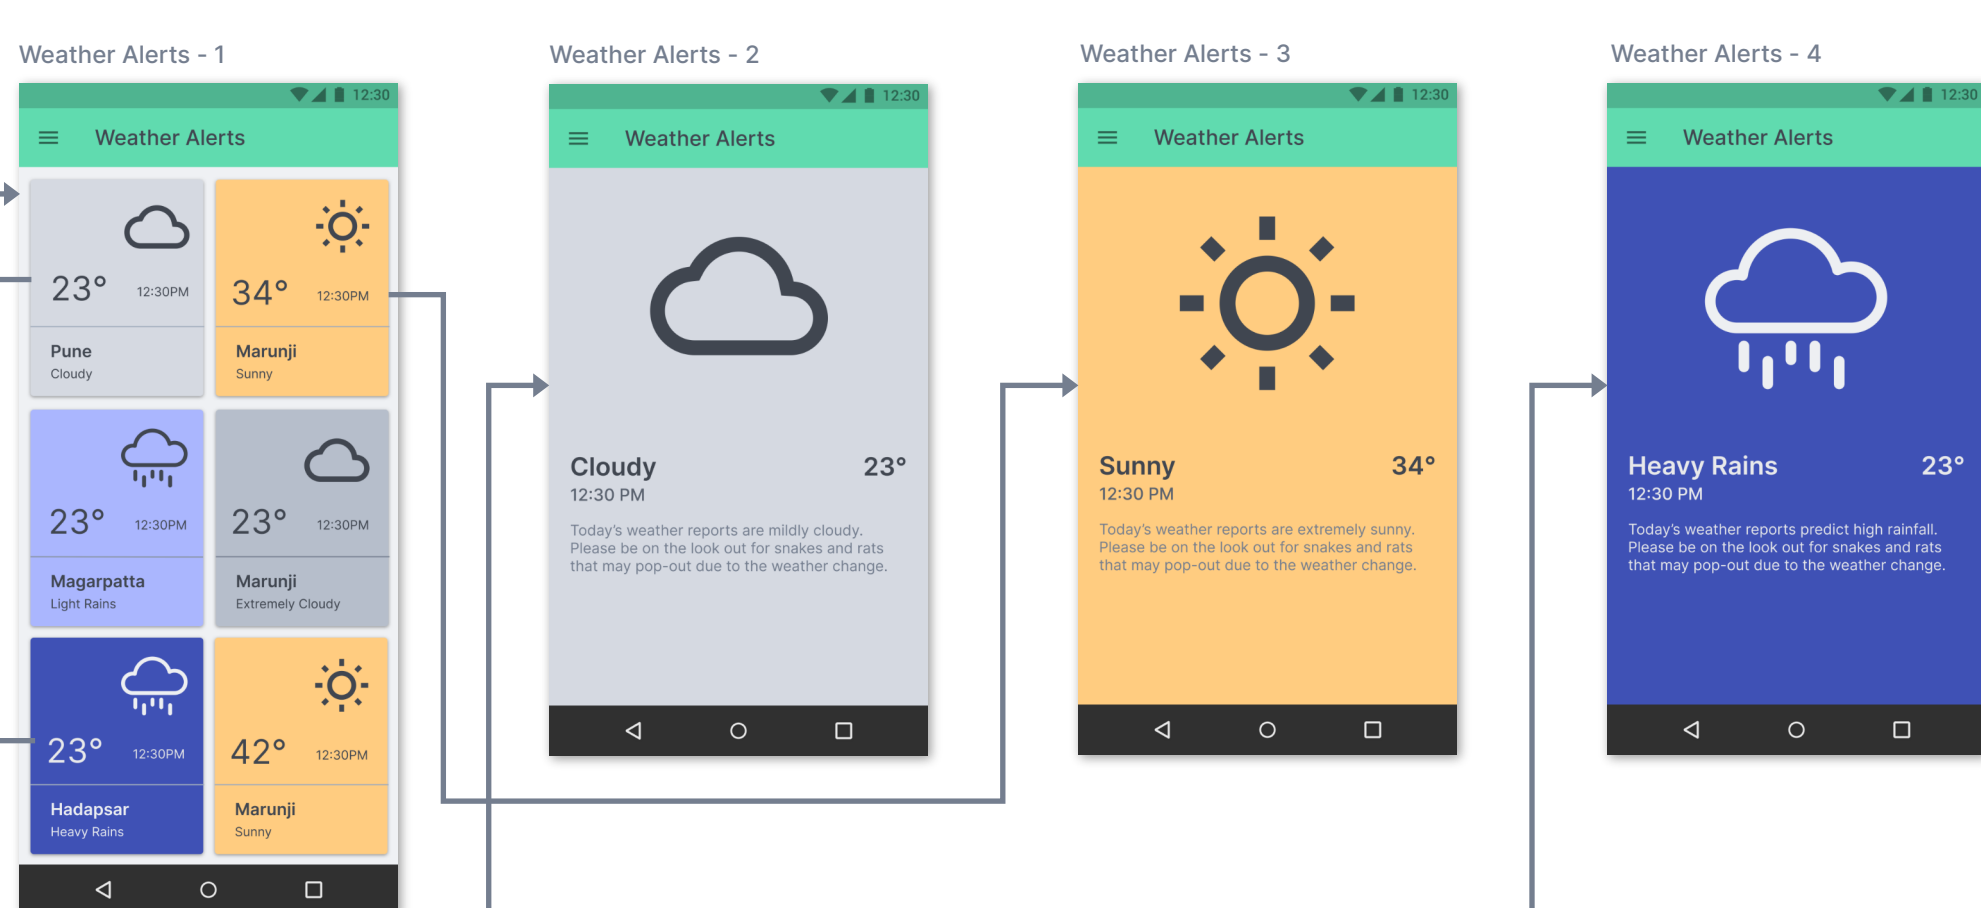 Weather Alerts - 1
12:30
Weather Alerts
23°
12:30PM
Pune
Cloudy
34°
12:30PM
Marunji
Sunny
23°
12:30PM
Magarpatta
Light Rains
23°
12:30PM
Marunji
Extremely Cloudy
23°
12:30PM
Hadapsar
Heavy Rains
42°
12:30PM
Marunji
Sunny
Weather Alerts - 2
12:30
Weather Alerts
Cloudy
23°
12:30 PM
Today's weather reports are mildly cloudy.
Please be on the look out for snakes and rats
that may pop-out due to the weather change.
Weather Alerts - 3
12:30
Weather Alerts
Sunny
34°
12:30 PM
Today's weather reports are extremely sunny.
Please be on the look out for snakes and rats
that may pop-out due to the weather change.
Weather Alerts - 4
12:30
Weather Alerts
Heavy Rains
23°
12:30 PM
Today's weather reports predict high rainfall.
Please be on the look out for snakes and rats
that may pop-out due to the weather change.